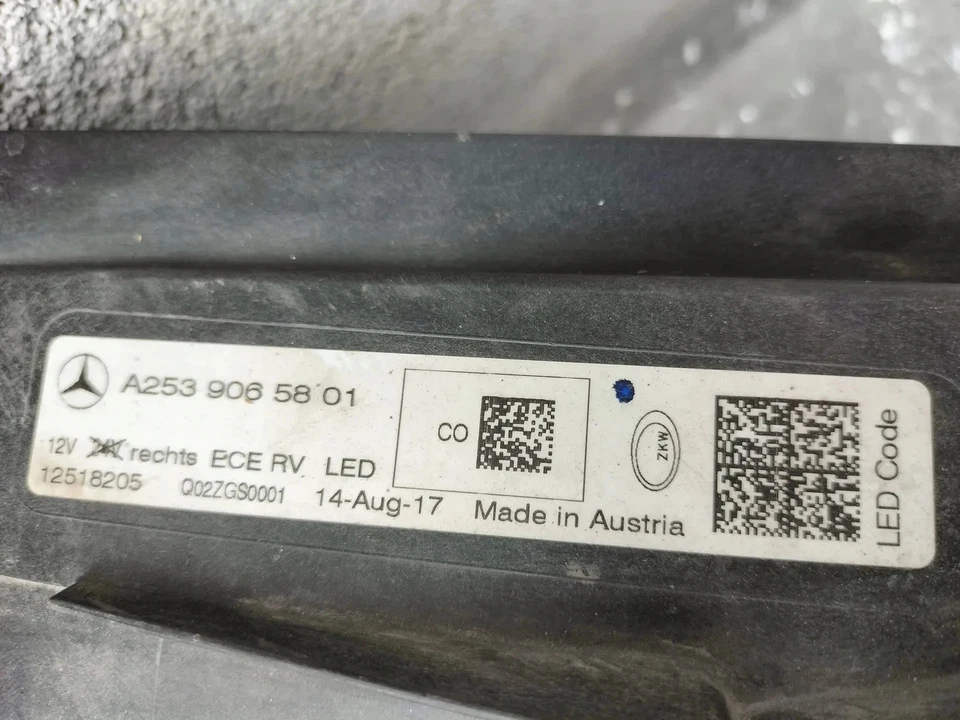 A253 906 58 01
12V 24V rechts ECE RV LED
12518205 Q02ZGS0001 14-Aug-17 Made in Austria
CO
ZKW
LED Code